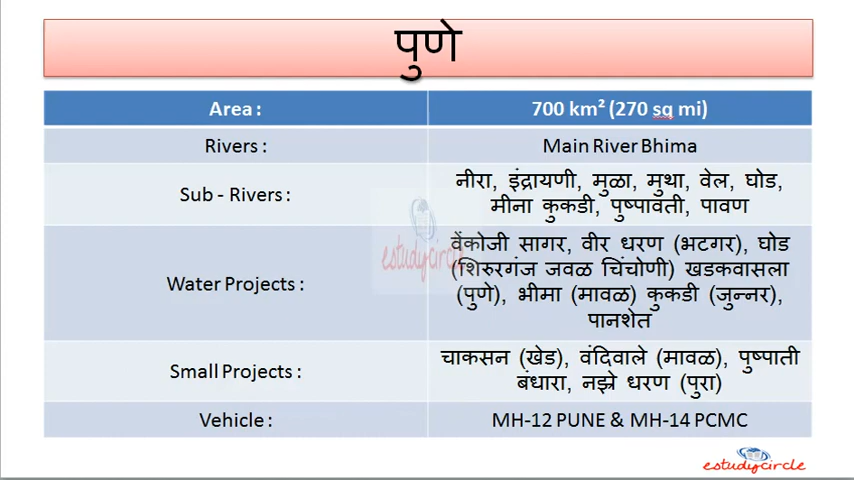 पुणे
Area : 700 km² (270 sq mi)
Rivers : Main River Bhima
Sub - Rivers : नीरा, इंद्रायणी, मुळा, मुथा, वेल, घोड,
मीना कुकडी, पुष्पावती, पावण
Water Projects : वेंकोजी सागर, वीर धरण (भटगर), घोड
(शिरुरगंज जवळ चिंचोणी) खडकवासला
(पुणे), भीमा (मावळ) कुकडी (जुन्नर),
पानशेत
Small Projects : चाकसन (खेड), वंदिवाले (मावळ), पुष्पाती
बंधारा, नझ्रे धरण (पुरा)
Vehicle : MH-12 PUNE & MH-14 PCMC
estudycircle
estudycircle